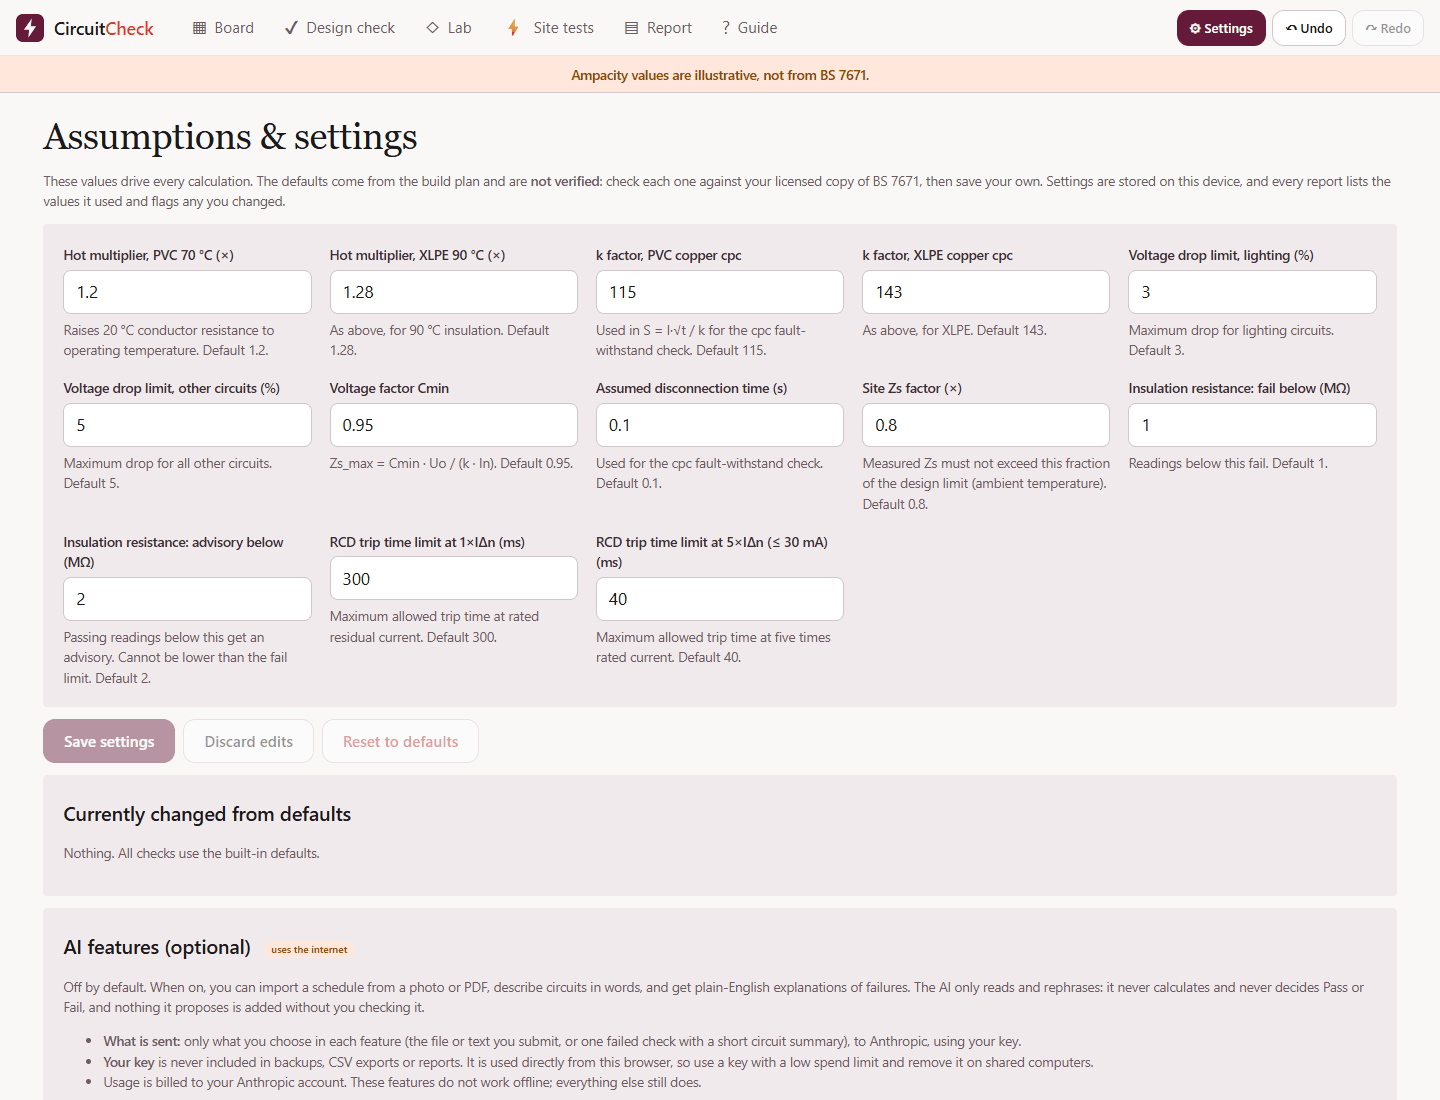 CircuitCheck
Board
Design check
Lab
Site tests
Report
? Guide
Settings
Undo
Redo
Ampacity values are illustrative, not from BS 7671.
Assumptions & settings
These values drive every calculation. The defaults come from the build plan and are not verified: check each one against your licensed copy of BS 7671, then save your own. Settings are stored on this device, and every report lists the
values it used and flags any you changed.
Hot multiplier, PVC 70 °C (×)
1.2
Raises 20 °C conductor resistance to
operating temperature. Default 1.2.
Hot multiplier, XLPE 90 °C (×)
1.28
As above, for 90 °C insulation. Default
1.28.
k factor, PVC copper cpc
115
Used in S = I·√t / k for the cpc fault-
withstand check. Default 115.
k factor, XLPE copper cpc
143
As above, for XLPE. Default 143.
Voltage drop limit, lighting (%)
3
Maximum drop for lighting circuits.
Default 3.
Voltage drop limit, other circuits (%)
5
Maximum drop for all other circuits.
Default 5.
Voltage factor Cmin
0.95
Zs_max = Cmin · Uo / (k · In). Default 0.95.
Assumed disconnection time (s)
0.1
Used for the cpc fault-withstand check.
Default 0.1.
Site Zs factor (×)
0.8
Measured Zs must not exceed this fraction
of the design limit (ambient temperature).
Default 0.8.
Insulation resistance: fail below (MΩ)
1
Readings below this fail. Default 1.
Insulation resistance: advisory below
(MΩ)
2
Passing readings below this get an
advisory. Cannot be lower than the fail
limit. Default 2.
RCD trip time limit at 1×IΔn (ms)
300
Maximum allowed trip time at rated
residual current. Default 300.
RCD trip time limit at 5×IΔn (≤ 30 mA)
(ms)
40
Maximum allowed trip time at five times
rated current. Default 40.
Save settings
Discard edits
Reset to defaults
Currently changed from defaults
Nothing. All checks use the built-in defaults.
AI features (optional)
uses the internet
Off by default. When on, you can import a schedule from a photo or PDF, describe circuits in words, and get plain-English explanations of failures. The AI only reads and rephrases: it never calculates and never decides Pass or
Fail, and nothing it proposes is added without you checking it.
• What is sent: only what you choose in each feature (the file or text you submit, or one failed check with a short circuit summary), to Anthropic, using your key.
• Your key is never included in backups, CSV exports or reports. It is used directly from this browser, so use a key with a low spend limit and remove it on shared computers.
• Usage is billed to your Anthropic account. These features do not work offline; everything else still does.